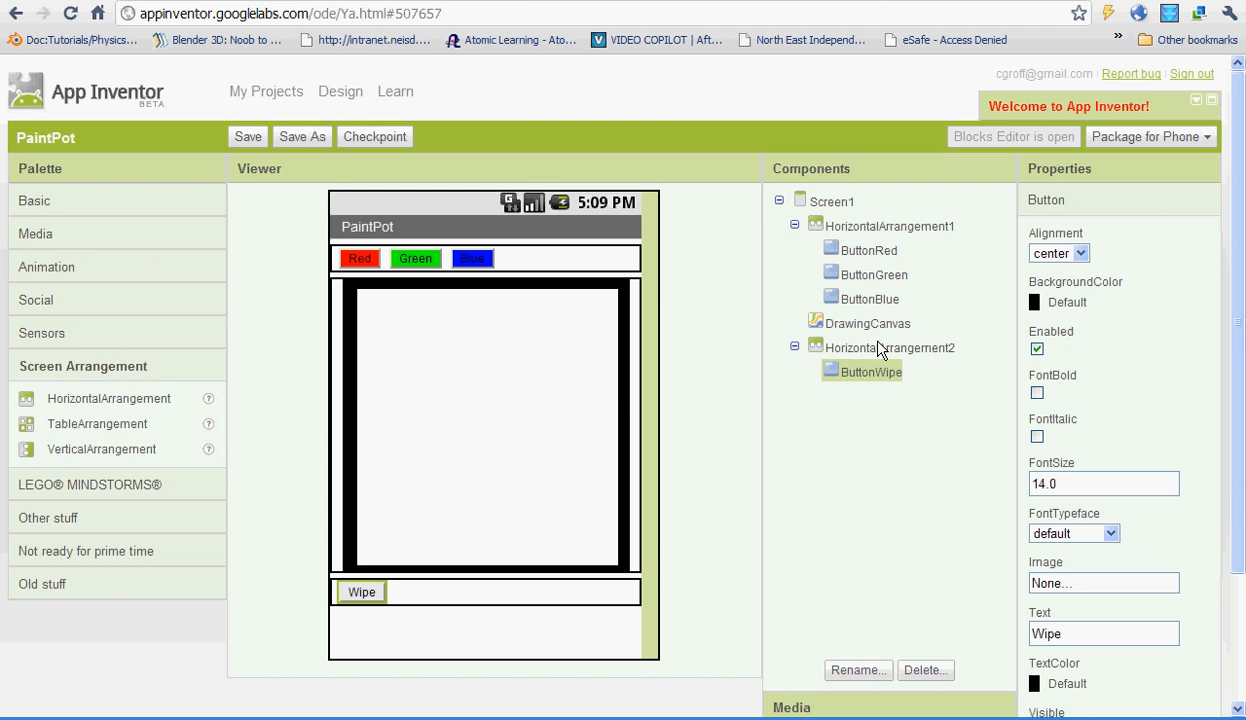 appinventor.googlelabs.com/ode/Ya.html#507657
Doc:Tutorials/Physics... Blender 3D: Noob to ... http://intranet.neisd.... Atomic Learning - Ato... VIDEO COPILOT | Aft... North East Independ... eSafe - Access Denied » Other bookmarks
cgroff@gmail.com | Report bug | Sign out
App Inventor BETA My Projects Design Learn
Welcome to App Inventor!
PaintPot Save Save As Checkpoint Blocks Editor is open Package for Phone
Palette
Basic
Media
Animation
Social
Sensors
Screen Arrangement
HorizontalArrangement ?
TableArrangement ?
VerticalArrangement ?
LEGO® MINDSTORMS®
Other stuff
Not ready for prime time
Old stuff
Viewer
5:09 PM
PaintPot
Red Green Blue
Wipe
Components
Screen1
HorizontalArrangement1
ButtonRed
ButtonGreen
ButtonBlue
DrawingCanvas
HorizontalArrangement2
ButtonWipe
Rename... Delete...
Media
Properties
Button
Alignment
center
BackgroundColor
Default
Enabled
FontBold
FontItalic
FontSize
14.0
FontTypeface
default
Image
None...
Text
Wipe
TextColor
Default
Visible